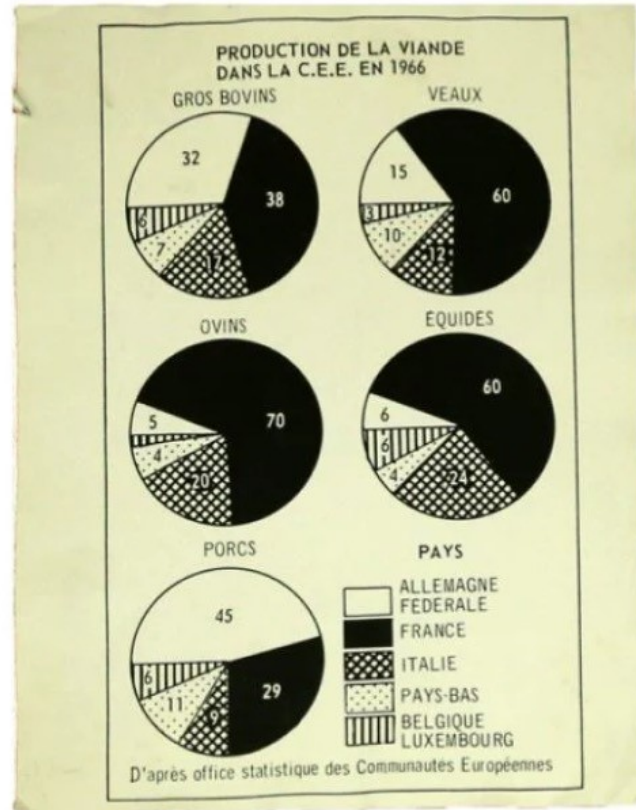 PRODUCTION DE LA VIANDE
DANS LA C.E.E. EN 1966
GROS BOVINS
32
38
6
7
17
VEAUX
15
60
3
10
12
OVINS
5
70
4
20
ÉQUIDES
60
6
6
4
24
PORCS
45
6
11
9
29
PAYS
ALLEMAGNE
FEDERALE
FRANCE
ITALIE
PAYS-BAS
BELGIQUE
LUXEMBOURG
D'après office statistique des Communautés Européennes